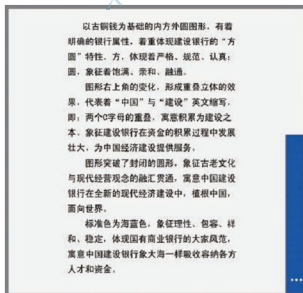 以古铜钱为基础的内方外圆图形，有着
明确的银行属性，着重体现建设银行的“方
圆”特性。方，体现着严格、规范、认真；
圆，象征着饱满、亲和、融通。
图形右上角的变化，形成重叠立体的效
果，代表着“中国”与“建设”英文缩写，
即：两个C字母的重叠，寓意积累为建设之
本。象征建设银行在资金的积累过程中发展
壮大，为中国经济建设提供服务。
图形突破了封闭的圆形，象征古老文化
与现代经营观念的融汇贯通，寓意中国建设
银行在全新的现代经济建设中，植根中国，
面向世界。
标准色为海蓝色，象征理性、包容、祥
和、稳定，体现国有商业银行的大家风范，
寓意中国建设银行象大海一样吸收容纳各方
人才和资金。